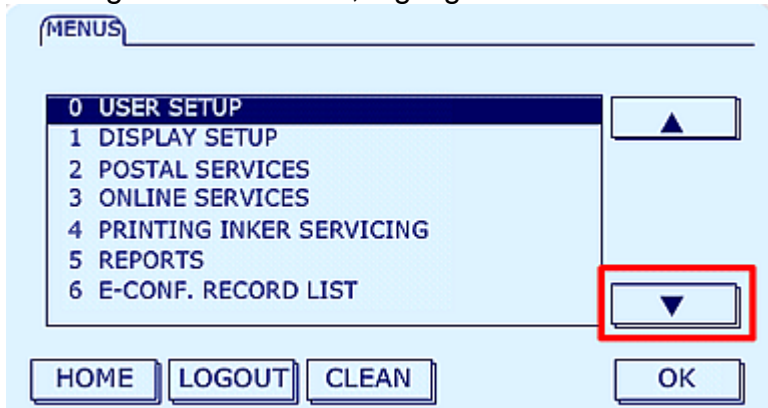 MENUS
0 USER SETUP
1 DISPLAY SETUP
2 POSTAL SERVICES
3 ONLINE SERVICES
4 PRINTING INKER SERVICING
5 REPORTS
6 E-CONF. RECORD LIST
HOME LOGOUT CLEAN OK